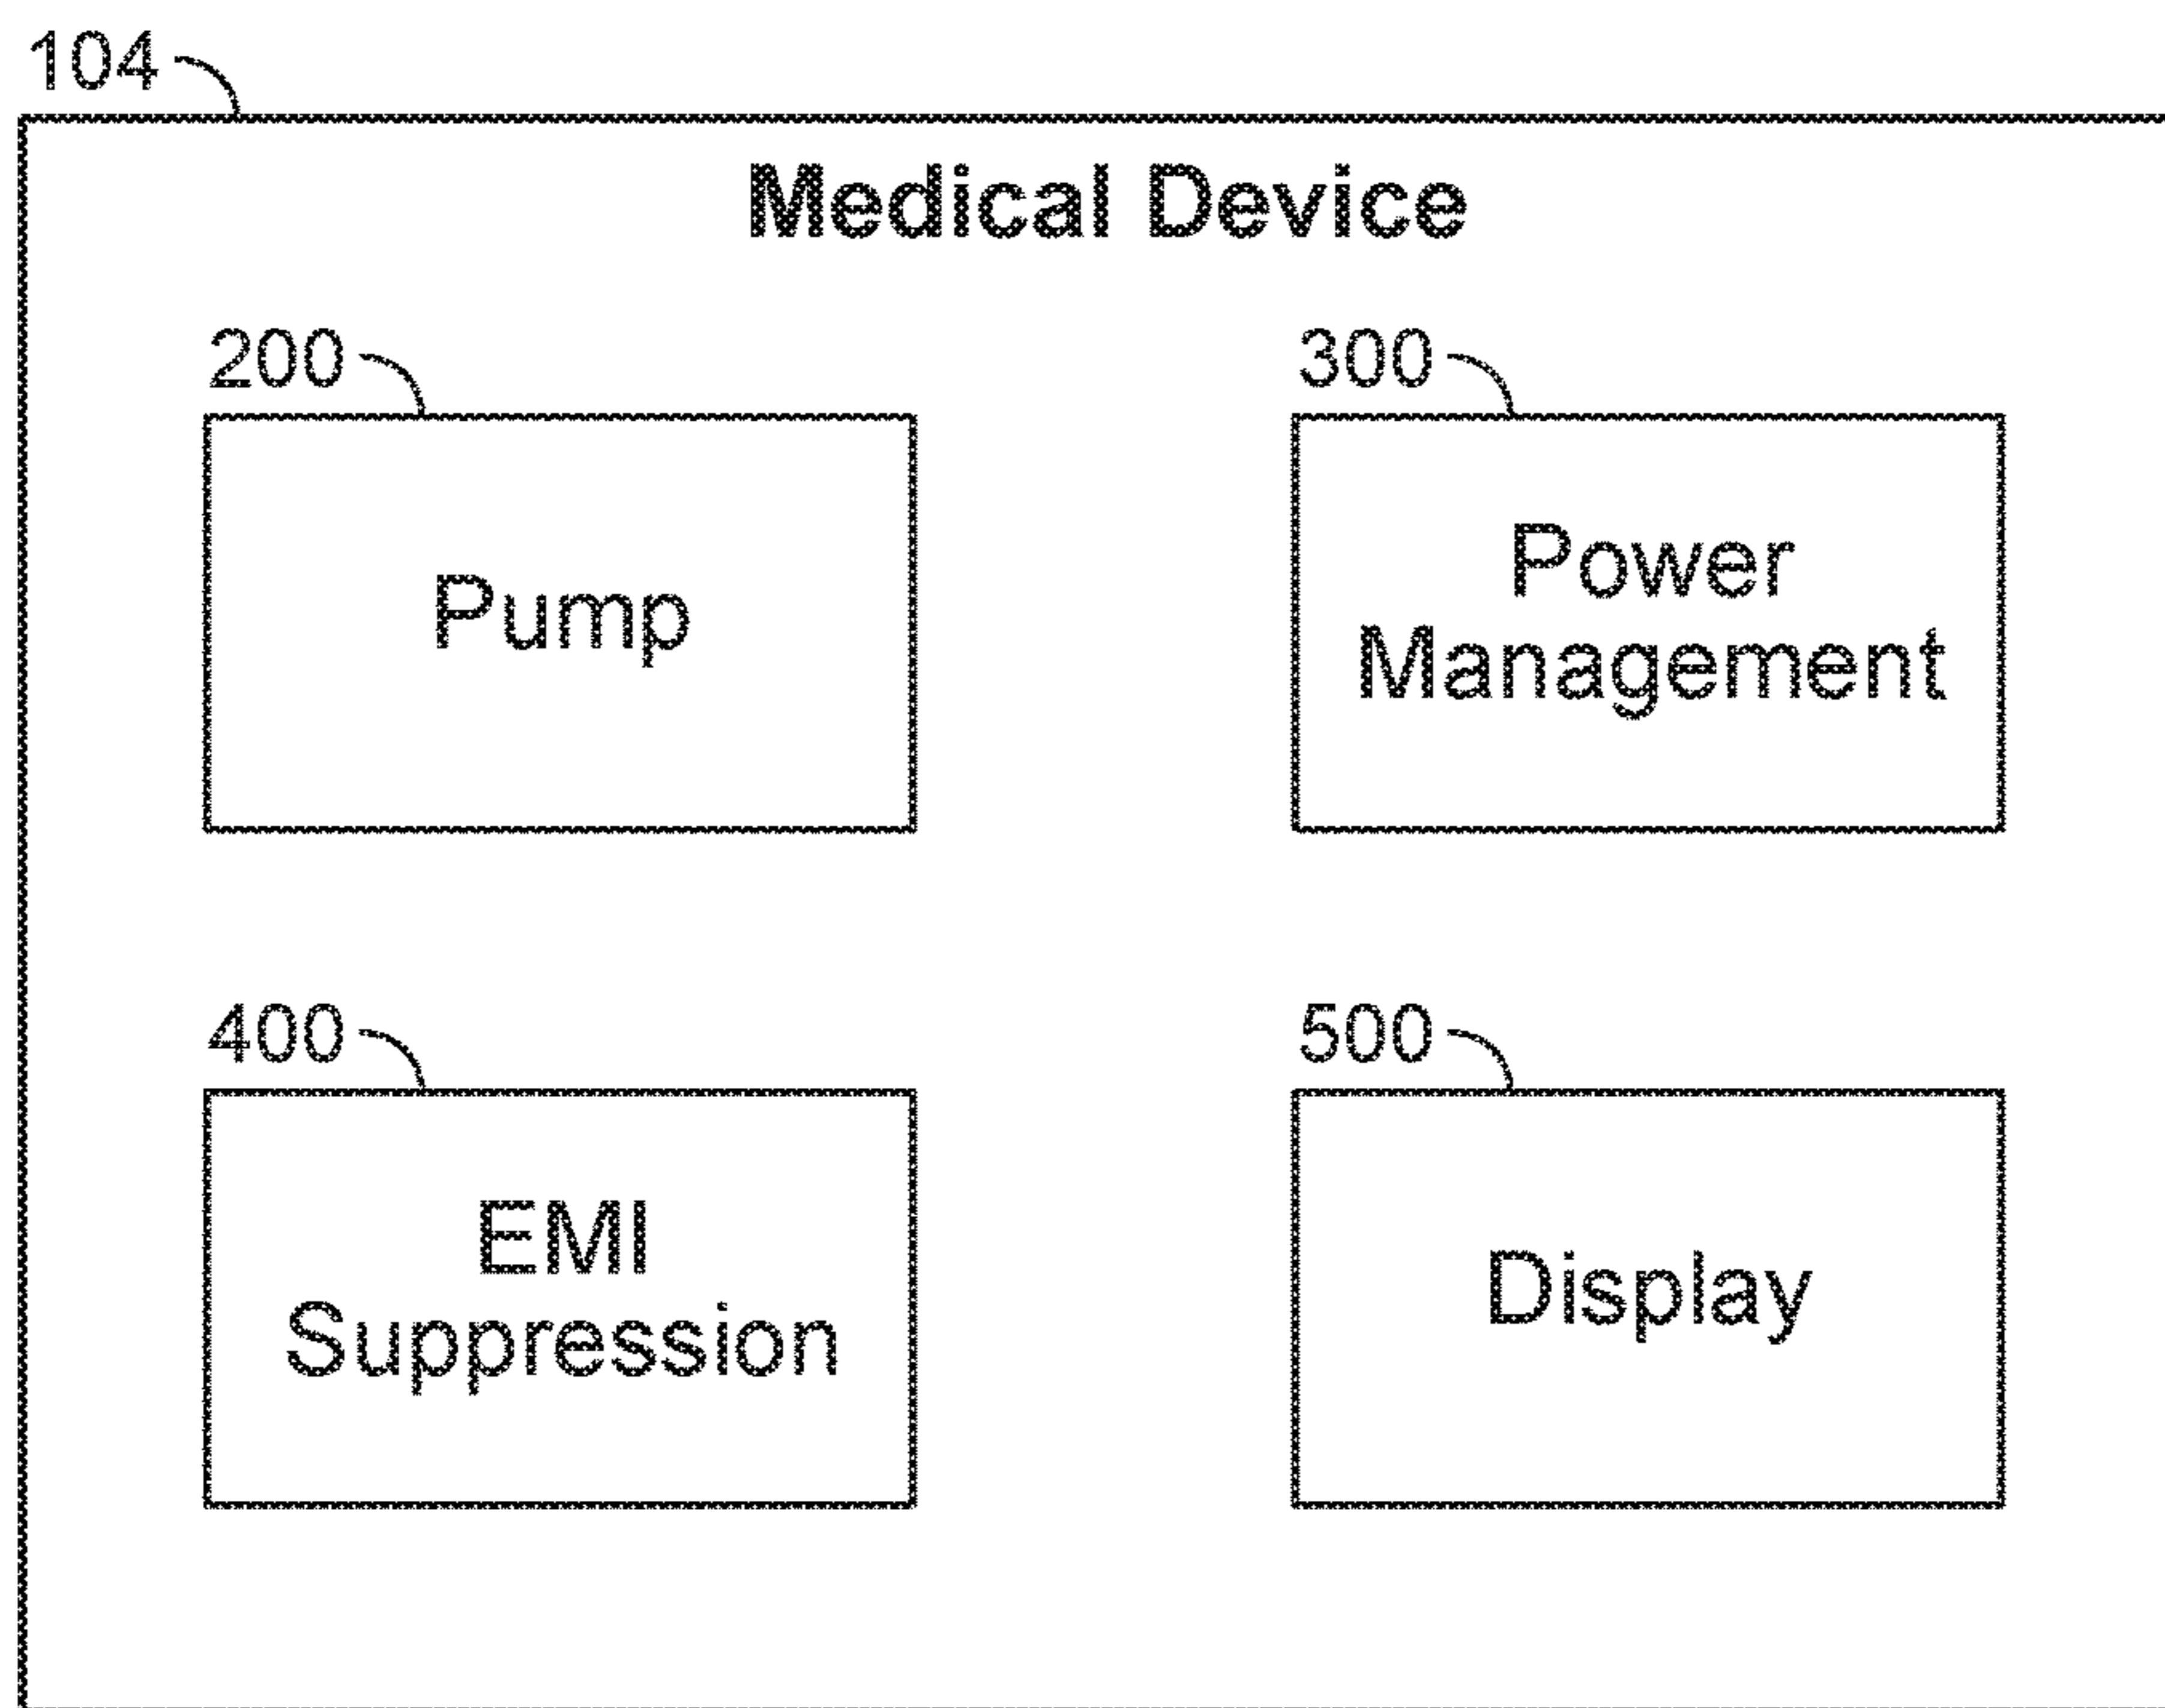 104
Medical Device
200
300
Pump
Power
Management
400
500
EMI
Suppression
Display